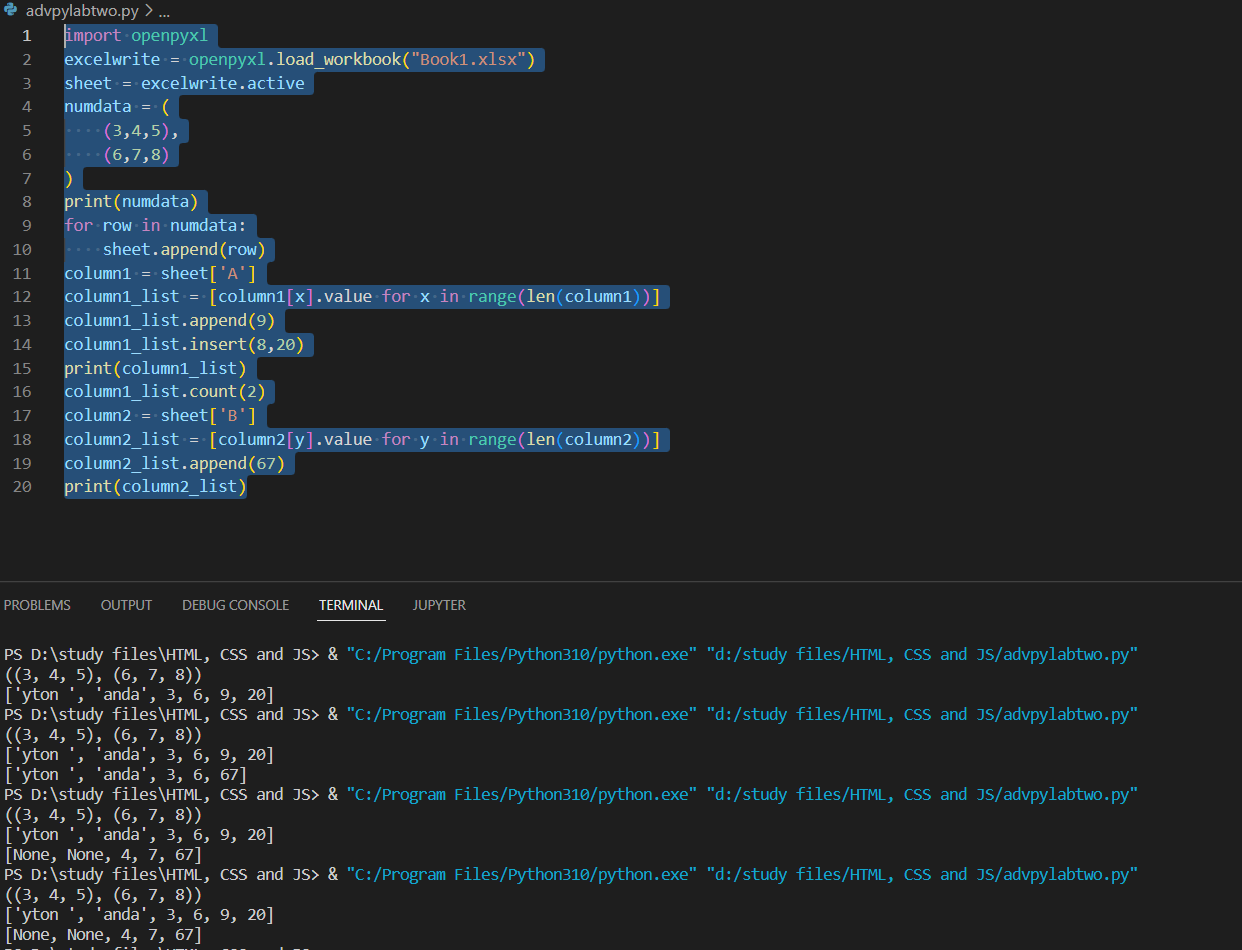 advpylabtwo.py > ...
1 import openpyxl
2 excelwrite = openpyxl.load_workbook("Book1.xlsx")
3 sheet = excelwrite.active
4 numdata = (
5     (3,4,5),
6     (6,7,8)
7 )
8 print(numdata)
9 for row in numdata:
10     sheet.append(row)
11 column1 = sheet['A']
12 column1_list = [column1[x].value for x in range(len(column1))]
13 column1_list.append(9)
14 column1_list.insert(8,20)
15 print(column1_list)
16 column1_list.count(2)
17 column2 = sheet['B']
18 column2_list = [column2[y].value for y in range(len(column2))]
19 column2_list.append(67)
20 print(column2_list)
PROBLEMS OUTPUT DEBUG CONSOLE TERMINAL JUPYTER
PS D:\study files\HTML, CSS and JS> & "C:/Program Files/Python310/python.exe" "d:/study files/HTML, CSS and JS/advpylabtwo.py"
((3, 4, 5), (6, 7, 8))
['yton ', 'anda', 3, 6, 9, 20]
PS D:\study files\HTML, CSS and JS> & "C:/Program Files/Python310/python.exe" "d:/study files/HTML, CSS and JS/advpylabtwo.py"
((3, 4, 5), (6, 7, 8))
['yton ', 'anda', 3, 6, 9, 20]
['yton ', 'anda', 3, 6, 67]
PS D:\study files\HTML, CSS and JS> & "C:/Program Files/Python310/python.exe" "d:/study files/HTML, CSS and JS/advpylabtwo.py"
((3, 4, 5), (6, 7, 8))
['yton ', 'anda', 3, 6, 9, 20]
[None, None, 4, 7, 67]
PS D:\study files\HTML, CSS and JS> & "C:/Program Files/Python310/python.exe" "d:/study files/HTML, CSS and JS/advpylabtwo.py"
((3, 4, 5), (6, 7, 8))
['yton ', 'anda', 3, 6, 9, 20]
[None, None, 4, 7, 67]